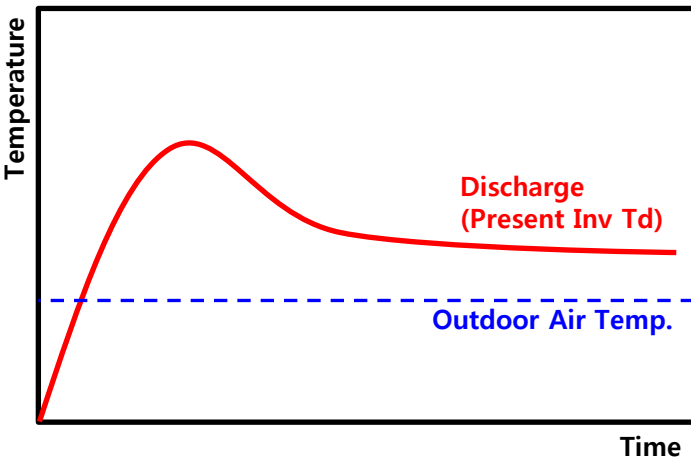 Temperature
Discharge
(Present Inv Td)
Outdoor Air Temp.
Time